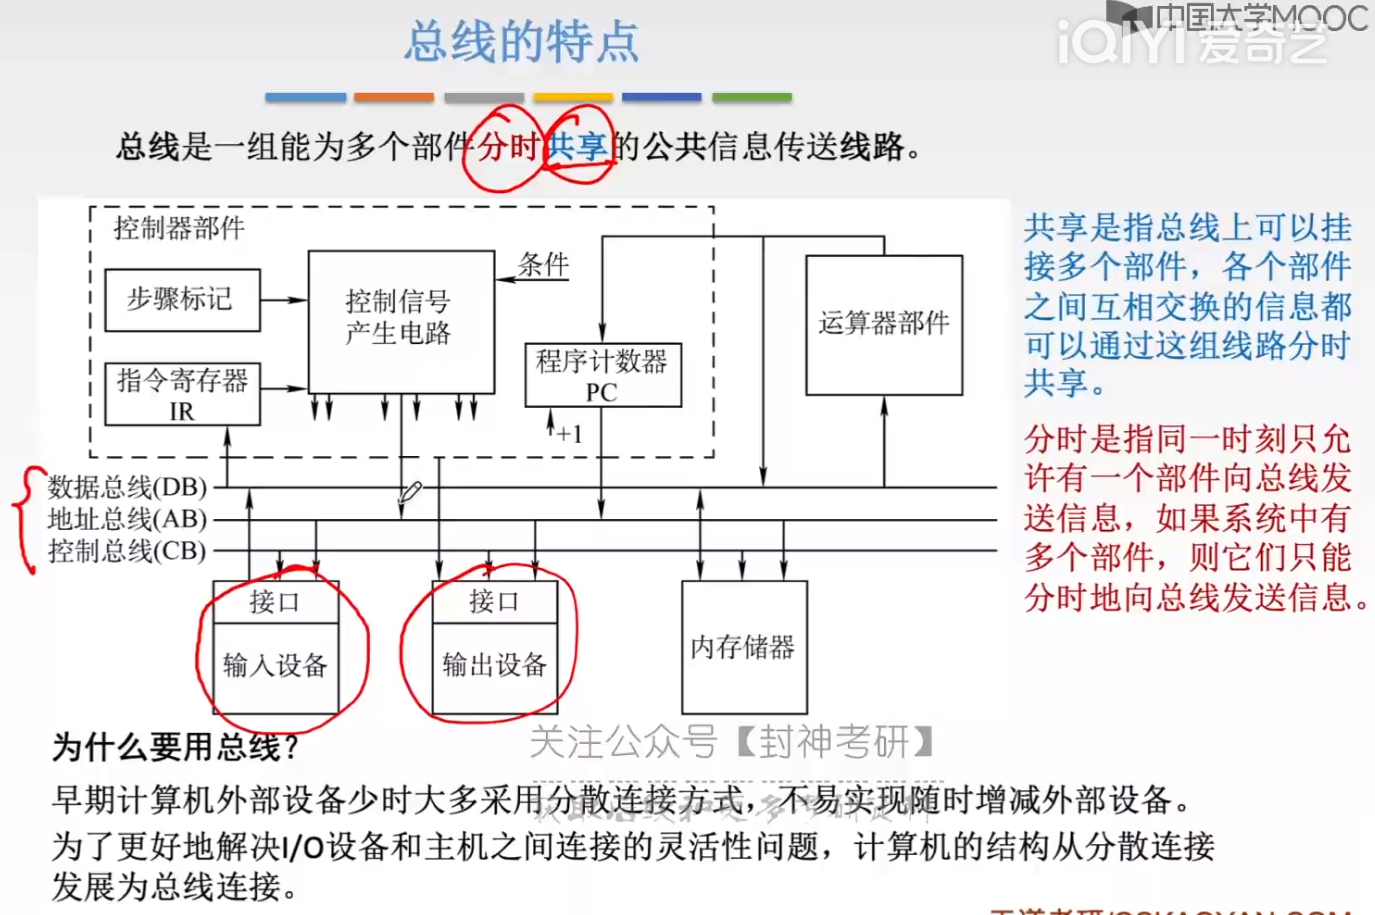 中国大学MOOC
iQIYI 爱奇艺
总线的特点
总线是一组能为多个部件分时共享的公共信息传送线路。
控制器部件
步骤标记
控制信号
产生电路
条件
指令寄存器
IR
程序计数器
PC
+1
运算器部件
共享是指总线上可以挂
接多个部件，各个部件
之间互相交换的信息都
可以通过这组线路分时
共享。
分时是指同一时刻只允
许有一个部件向总线发
送信息，如果系统中有
多个部件，则它们只能
分时地向总线发送信息。
数据总线(DB)
地址总线(AB)
控制总线(CB)
接口
输入设备
接口
输出设备
内存储器
关注公众号【封神考研】
为什么要用总线？
早期计算机外部设备少时大多采用分散连接方式，不易实现随时增减外部设备。
为了更好地解决I/O设备和主机之间连接的灵活性问题，计算机的结构从分散连接
发展为总线连接。